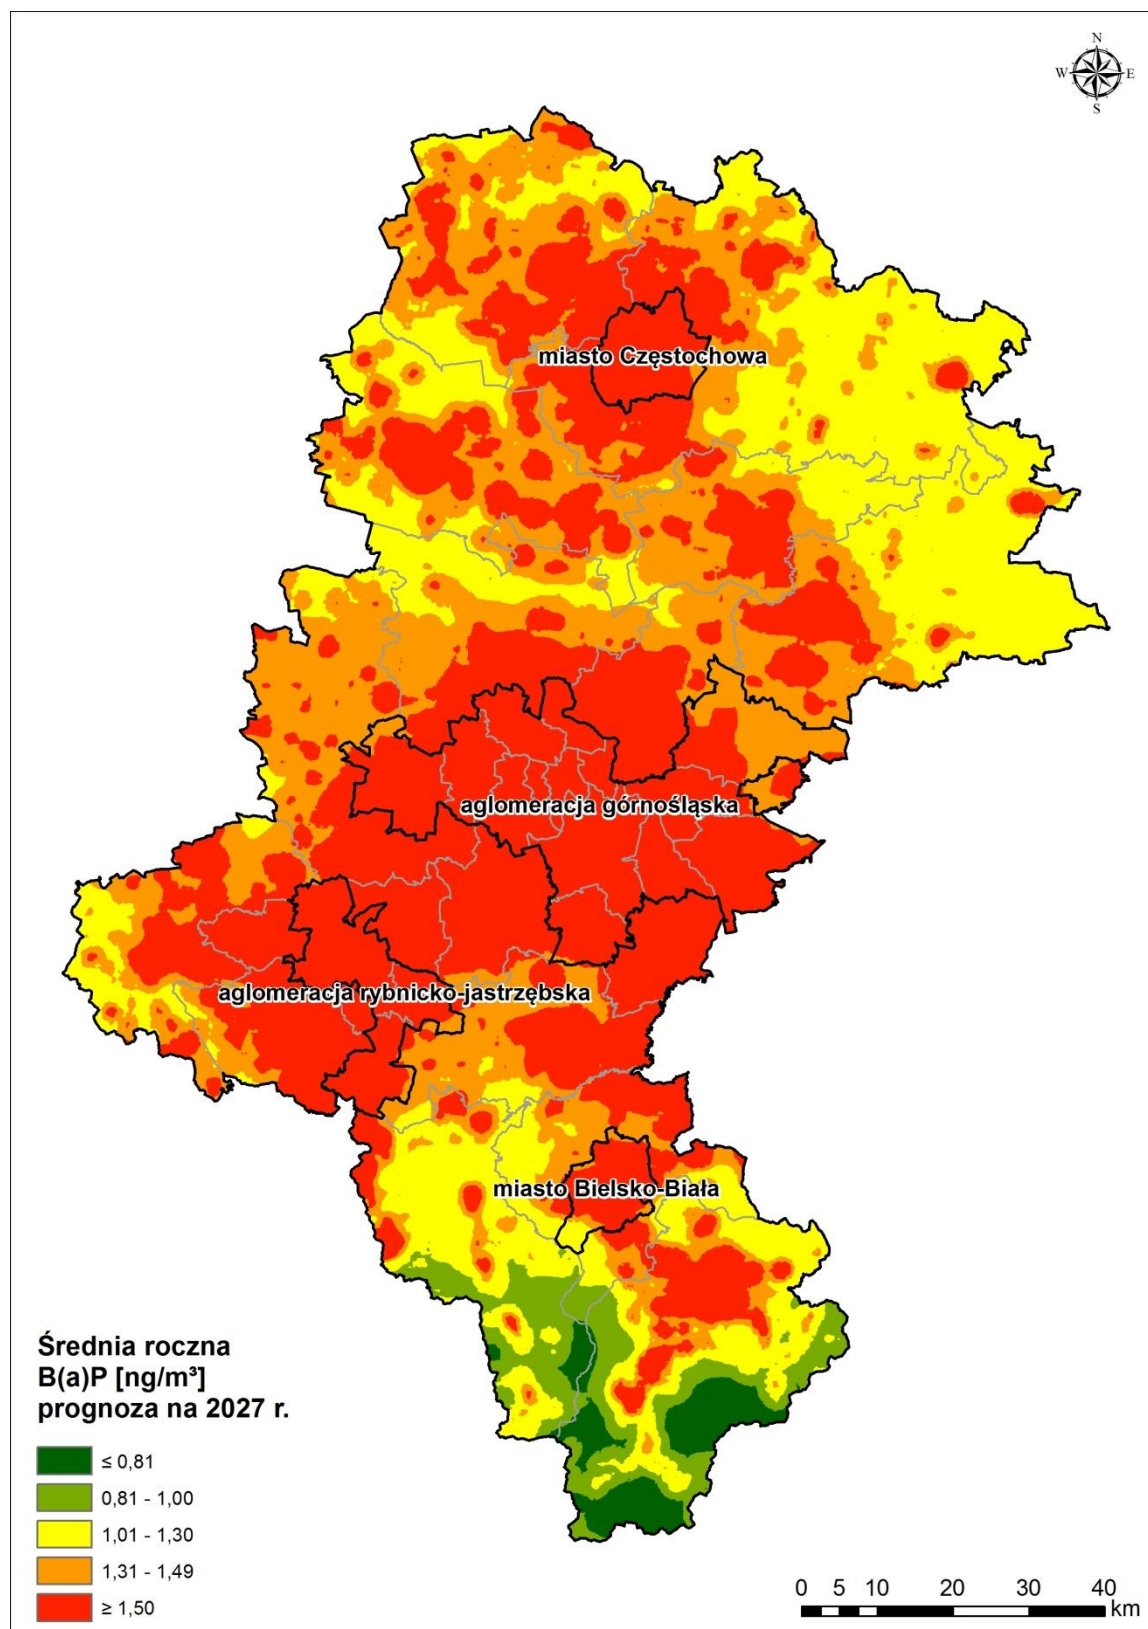 N
W E
S
miasto Częstochowa
aglomeracja górnośląska
aglomeracja rybnicko-jastrzębska
miasto Bielsko-Biała
Średnia roczna
B(a)P [ng/m³]
prognoza na 2027 r.
≤ 0,81
0,81 - 1,00
1,01 - 1,30
1,31 - 1,49
≥ 1,50
0 5 10 20 30 40
km